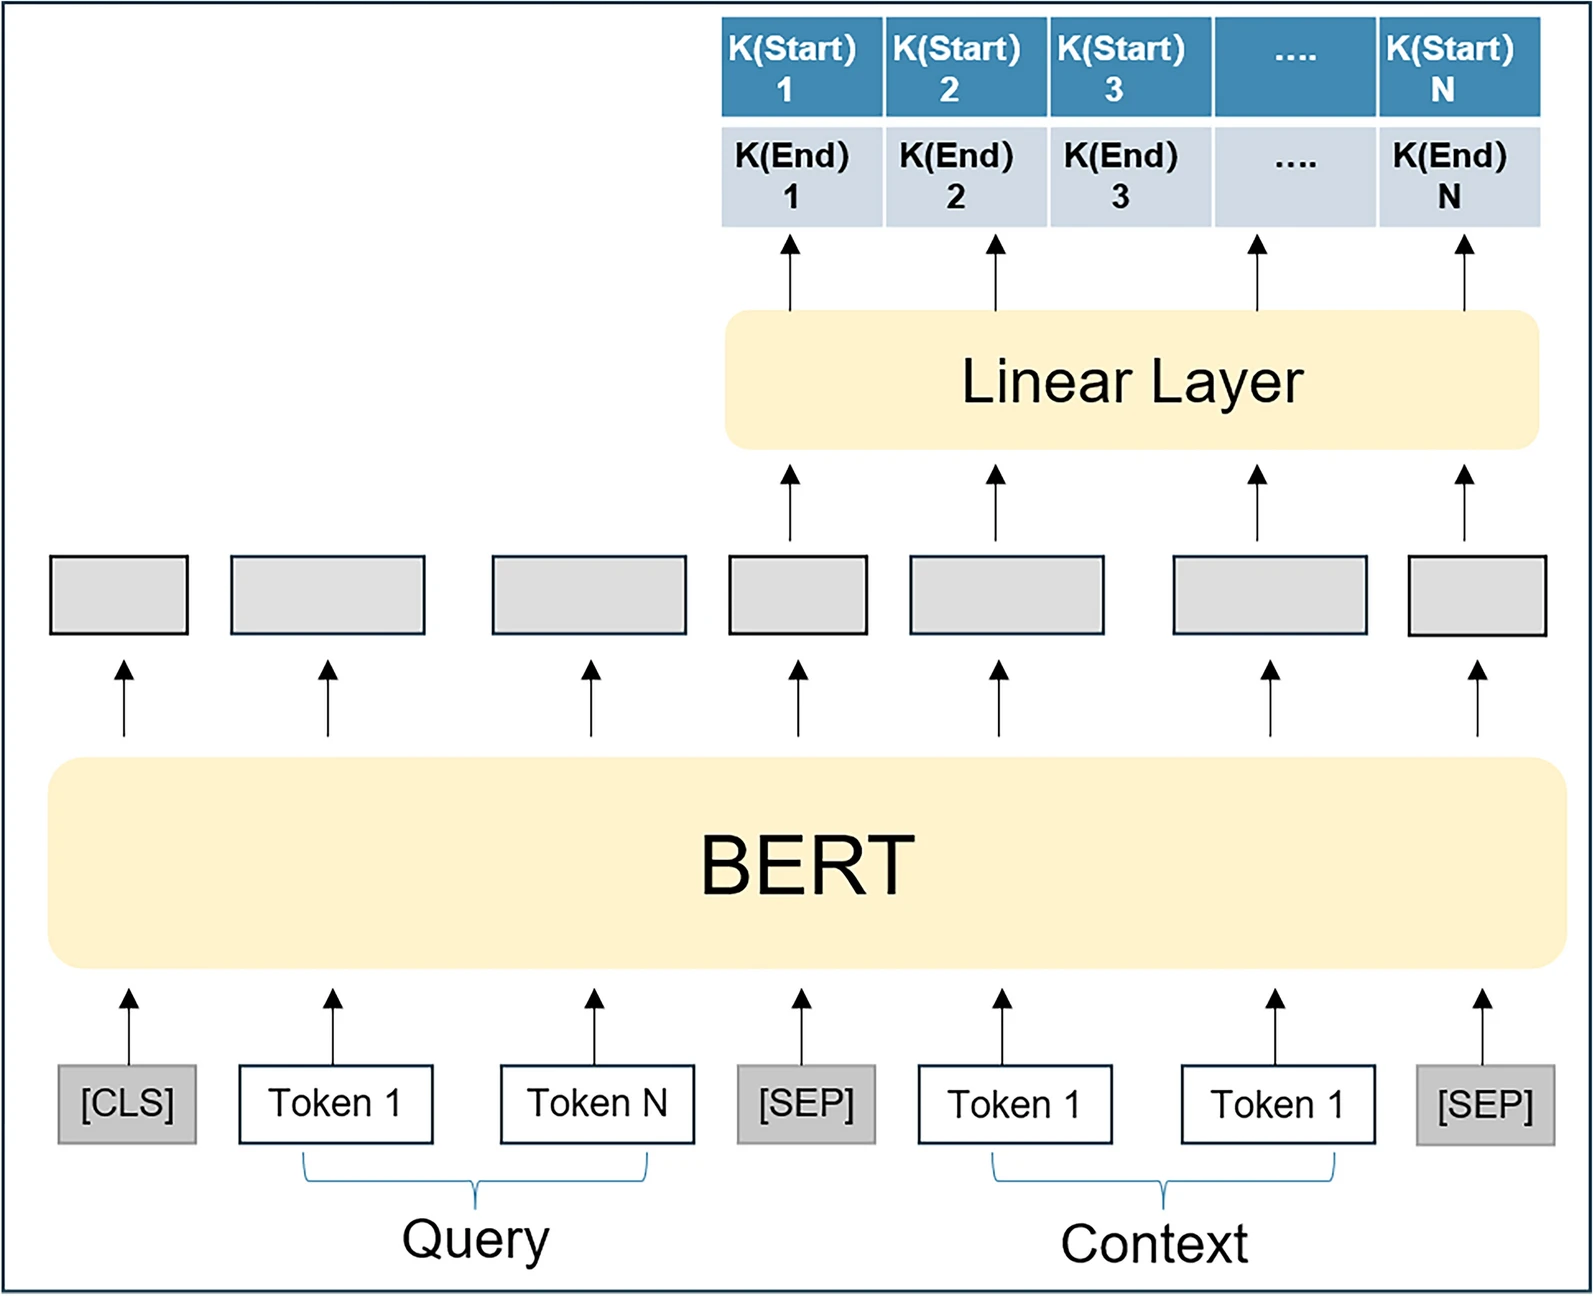 K(Start) K(Start) K(Start) .... K(Start)
1 2 3 N
K(End) K(End) K(End) .... K(End)
1 2 3 N
Linear Layer
BERT
[CLS] Token 1 Token N [SEP] Token 1 Token 1 [SEP]
Query Context